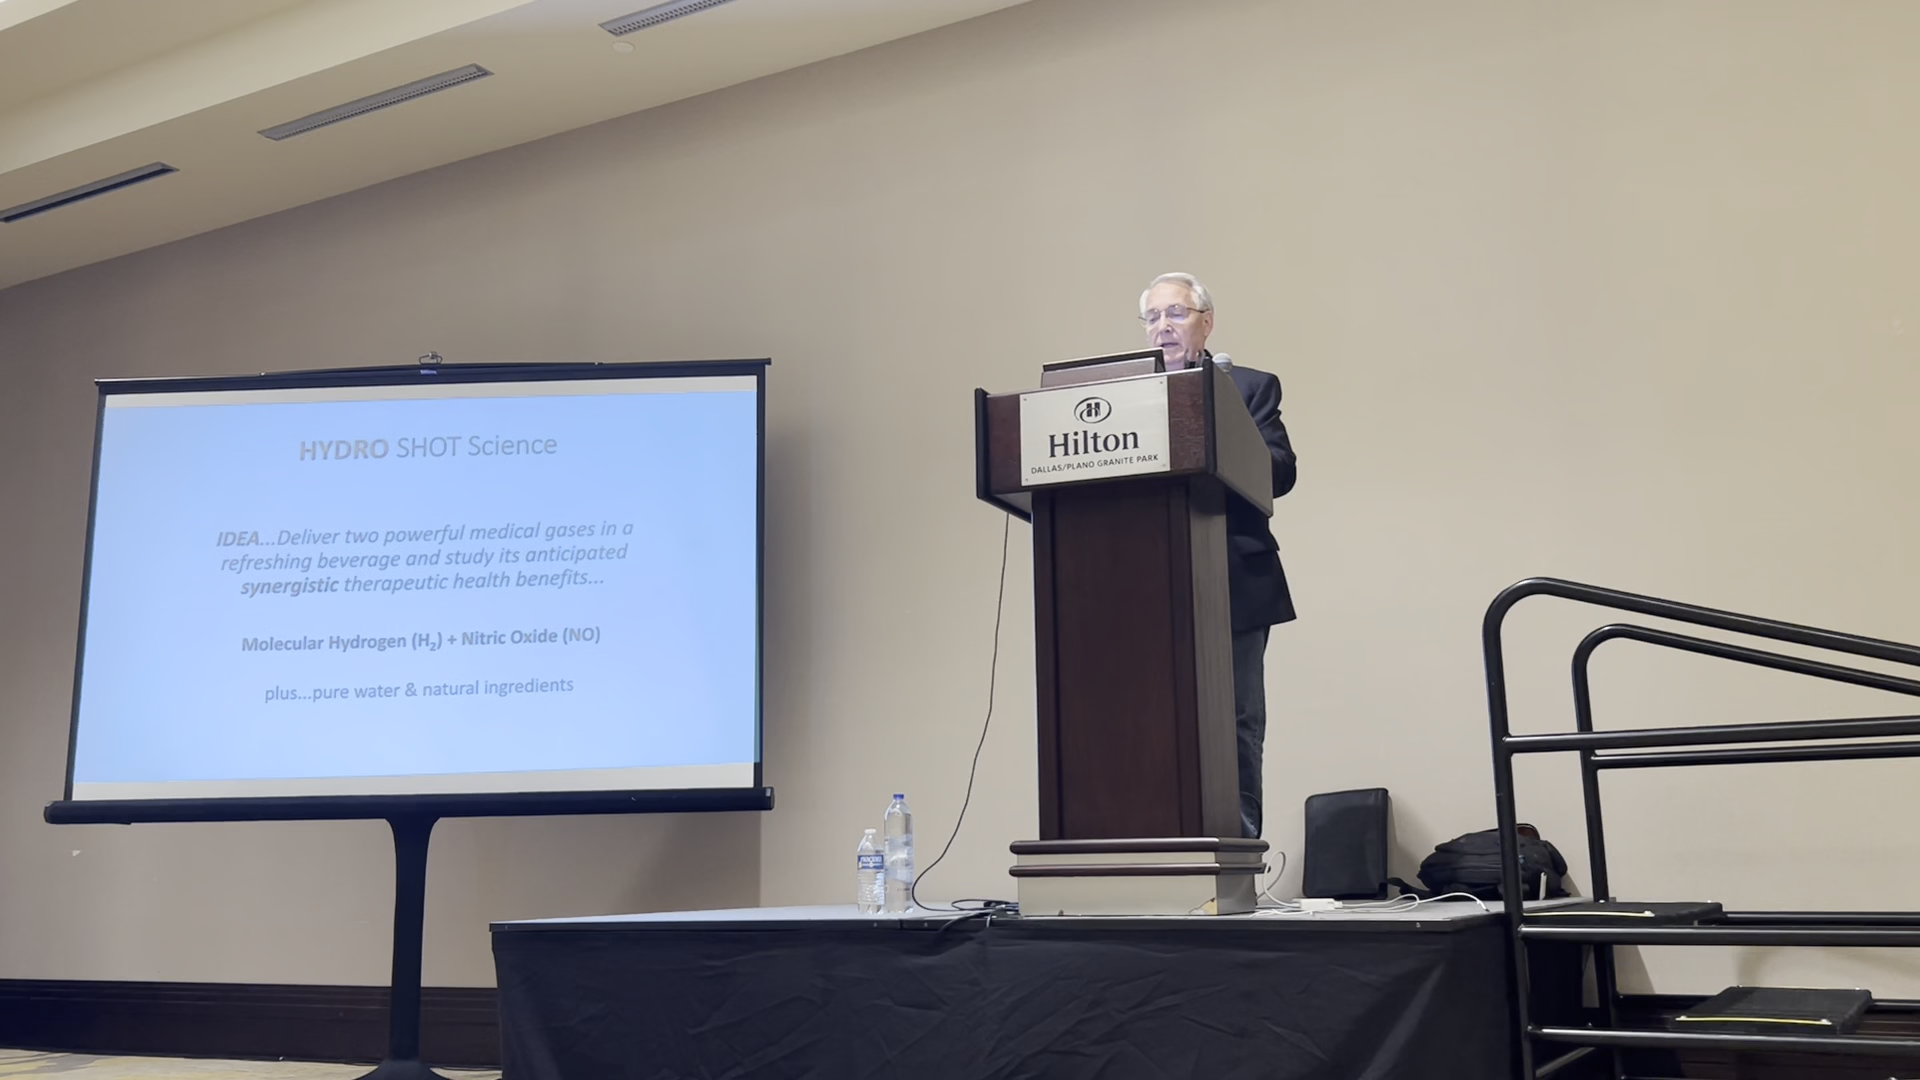 HYDRO SHOT Science
IDEA...Deliver two powerful medical gases in a
refreshing beverage and study its anticipated
synergistic therapeutic health benefits...
Molecular Hydrogen (H₂) + Nitric Oxide (NO)
plus...pure water & natural ingredients
Hilton
DALLAS/PLANO GRANITE PARK